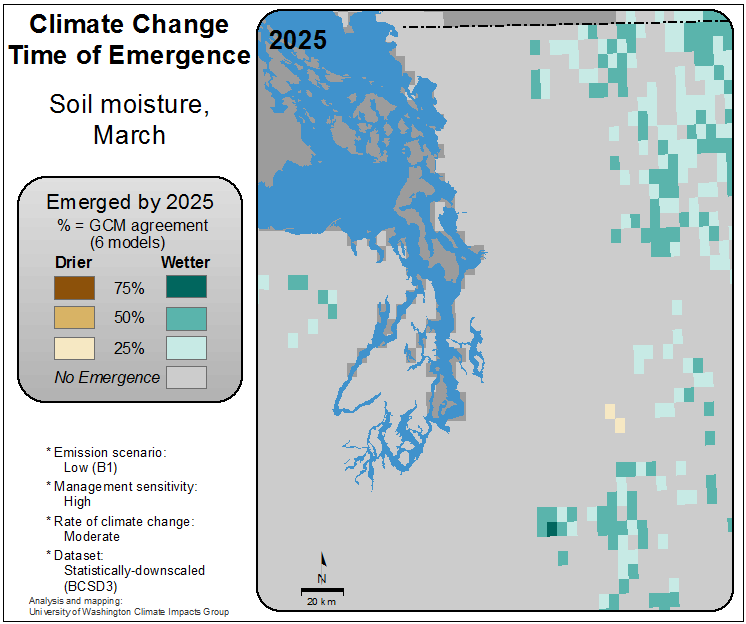 Climate Change
Time of Emergence
Soil moisture,
March
Emerged by 2025
% = GCM agreement
(6 models)
Drier Wetter
75%
50%
25%
No Emergence
* Emission scenario:
Low (B1)
* Management sensitivity:
High
* Rate of climate change:
Moderate
* Dataset:
Statistically-downscaled
(BCSD3)
Analysis and mapping:
University of Washington Climate Impacts Group
2025
N
20 km